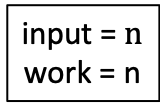 input = n
work = n